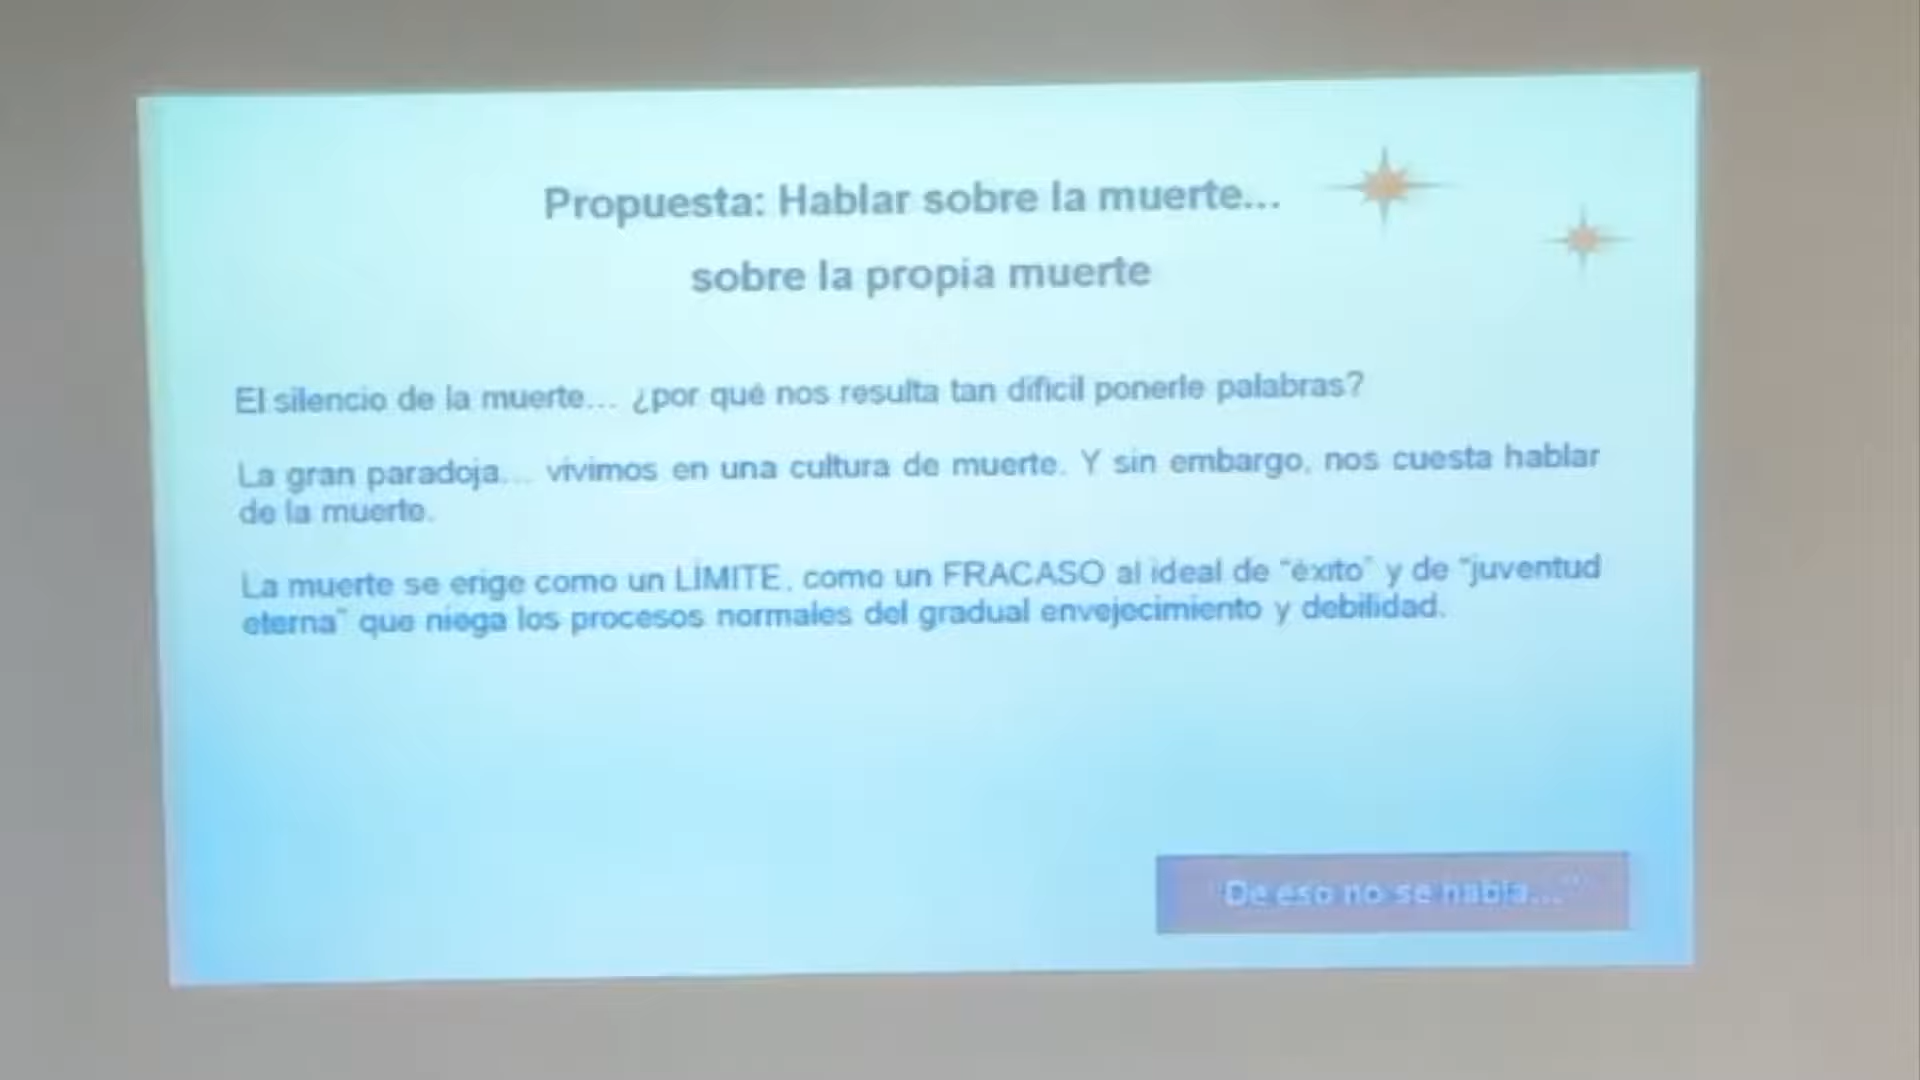 Propuesta: Hablar sobre la muerte...
sobre la propia muerte
El silencio de la muerte... ¿por qué nos resulta tan difícil ponerle palabras?
La gran paradoja... vivimos en una cultura de muerte. Y sin embargo, nos cuesta hablar
de la muerte.
La muerte se erige como un LÍMITE, como un FRACASO al ideal de "éxito" y de "juventud
eterna" que niega los procesos normales del gradual envejecimiento y debilidad.
"De eso no se habla..."